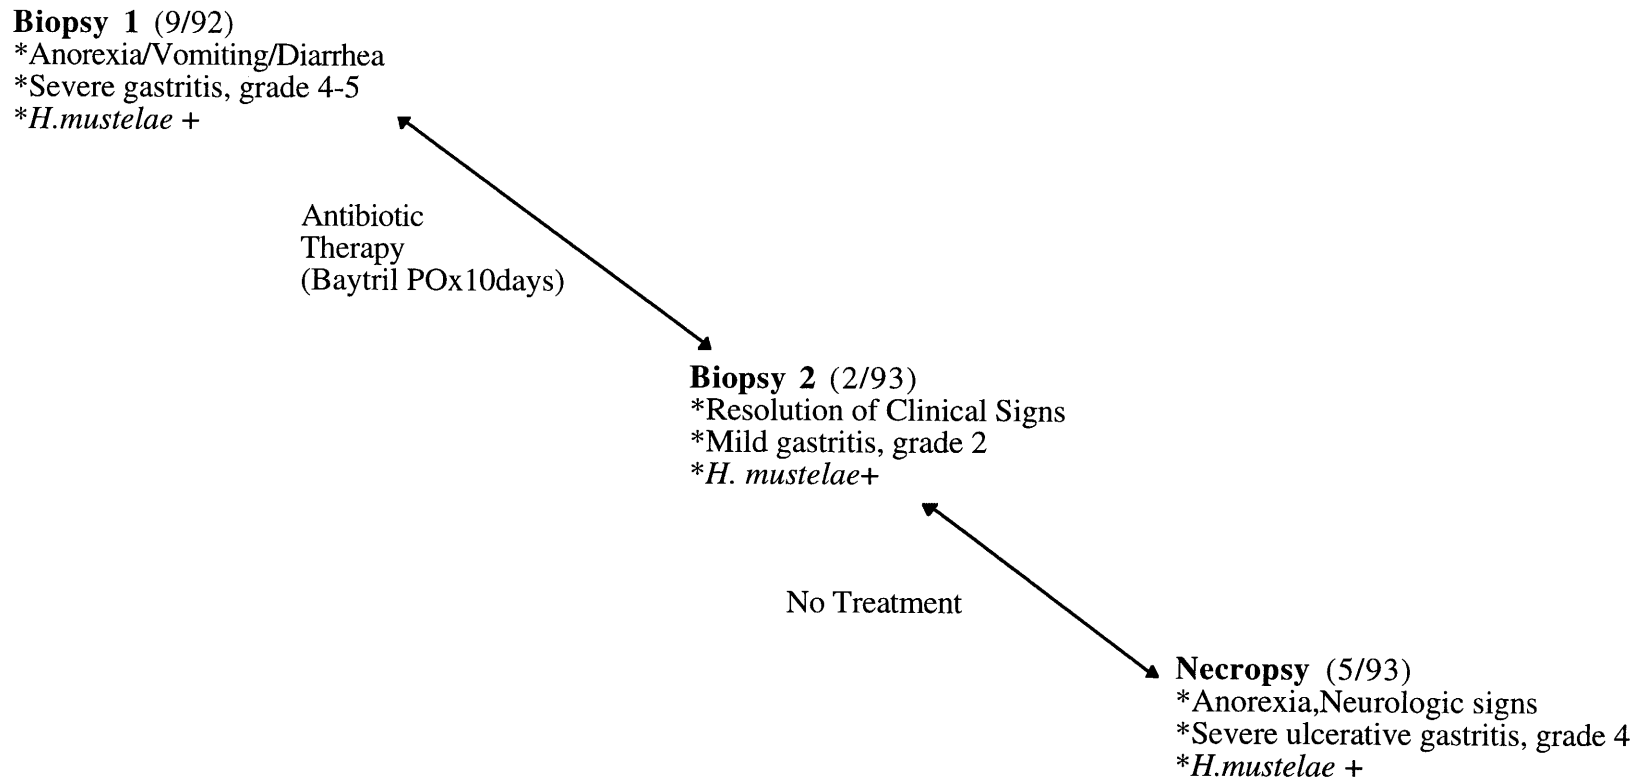 Biopsy 1 (9/92)
*Anorexia/Vomiting/Diarrhea
*Severe gastritis, grade 4-5
*H.mustelae +
Antibiotic
Therapy
(Baytril POx10days)
Biopsy 2 (2/93)
*Resolution of Clinical Signs
*Mild gastritis, grade 2
*H. mustelae+
No Treatment
Necropsy (5/93)
*Anorexia,Neurologic signs
*Severe ulcerative gastritis, grade 4
*H.mustelae +